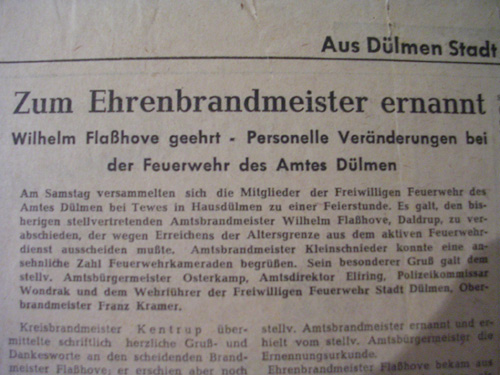 Aus Dülmen Stadt
Zum Ehrenbrandmeister ernannt
Wilhelm Flaßhove geehrt - Personelle Veränderungen bei
der Feuerwehr des Amtes Dülmen
Am Samstag versammelten sich die Mitglieder der Freiwilligen Feuerwehr des
Amtes Dülmen bei Tewes in Hausdülmen zu einer Feierstunde. Es galt, den bis-
herigen stellvertretenden Amtsbrandmeister Wilhelm Flaßhove, Daldrup, zu ver-
abschieden, der wegen Erreichens der Altersgrenze aus dem aktiven Feuerwehr-
dienst ausscheiden mußte. Amtsbrandmeister Kleinschnieder konnte eine an-
sehnliche Zahl Feuerwehrkameraden begrüßen. Sein besonderer Gruß galt dem
stellv. Amtsbürgermeister Osterkamp, Amtsdirektor Elfring, Polizeikommissar
Wondrak und dem Wehrführer der Freiwilligen Feuerwehr Stadt Dülmen, Ober-
brandmeister Franz Kramer.
Kreisbrandmeister Kentrup über-
mittelte schriftlich herzliche Gruß- und
Dankesworte an den scheidenden Brand-
meister Flaßhove; er erschien aber noch
stellv. Amtsbrandmeister ernannt und er-
hielt vom stellv. Amtsbürgermeister die
Ernennungsurkunde.
Ehrenbrandmeister Flaßhove bekam aus